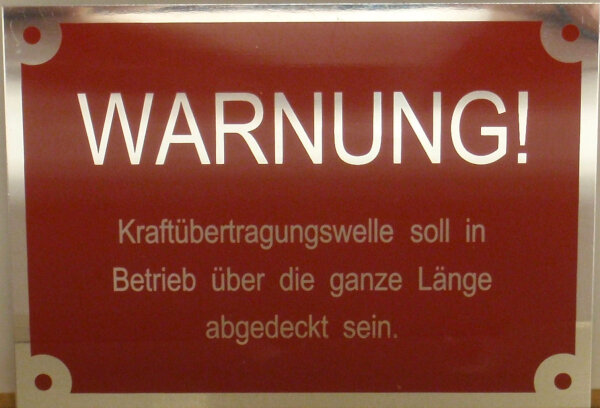 WARNUNG!
Kraftübertragungswelle soll in
Betrieb über die ganze Länge
abgedeckt sein.